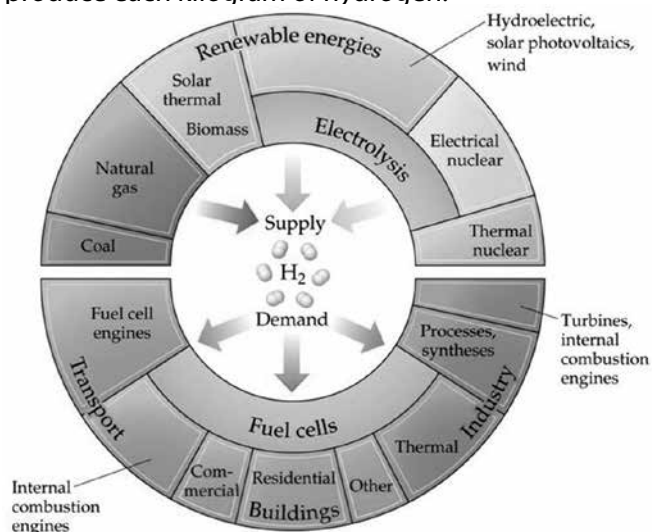 produce each kilogram of hydrogen.
Hydroelectric,
solar photovoltaics,
wind
Renewable energies
Solar
thermal
Biomass
Electrolysis
Electrical
nuclear
Natural
gas
Thermal
nuclear
Coal
Supply
H₂
Demand
Fuel cell
engines
Processes,
syntheses
Turbines,
internal
combustion
engines
Transport
Industry
Fuel cells
Thermal
Com-
mercial
Residential
Other
Buildings
Internal
combustion
engines